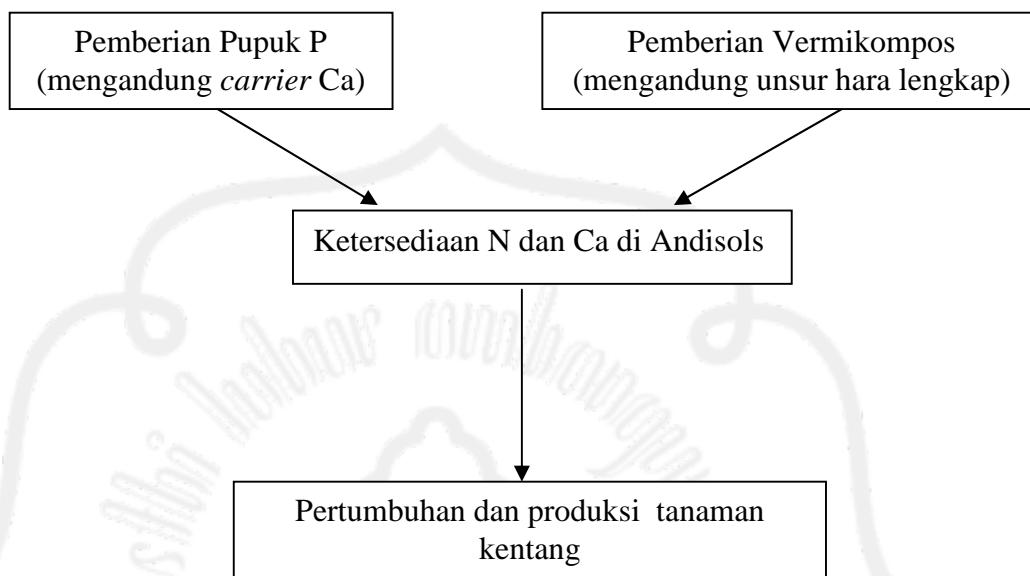 Pemberian Pupuk P
(mengandung carrier Ca)
Pemberian Vermikompos
(mengandung unsur hara lengkap)
Ketersediaan N dan Ca di Andisols
Pertumbuhan dan produksi tanaman
kentang